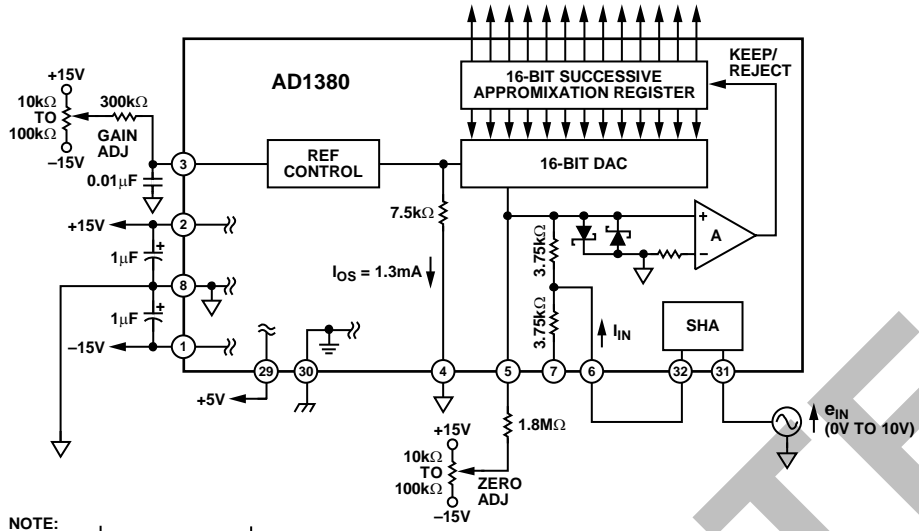 AD1380
KEEP/
REJECT
16-BIT SUCCESSIVE
APPROMIXATION REGISTER
16-BIT DAC
REF
CONTROL
+15V
10kΩ
TO
100kΩ
–15V
300kΩ
GAIN
ADJ
0.01µF
3
+15V
2
1µF
+
8
1µF
+
–15V
1
7.5kΩ
IOS = 1.3mA
3.75kΩ
3.75kΩ
IIN
+
–
A
SHA
29
30
4
5
7
6
32
31
+5V
1.8MΩ
+15V
10kΩ
TO
100kΩ
–15V
ZERO
ADJ
eIN
(0V TO 10V)
NOTE: